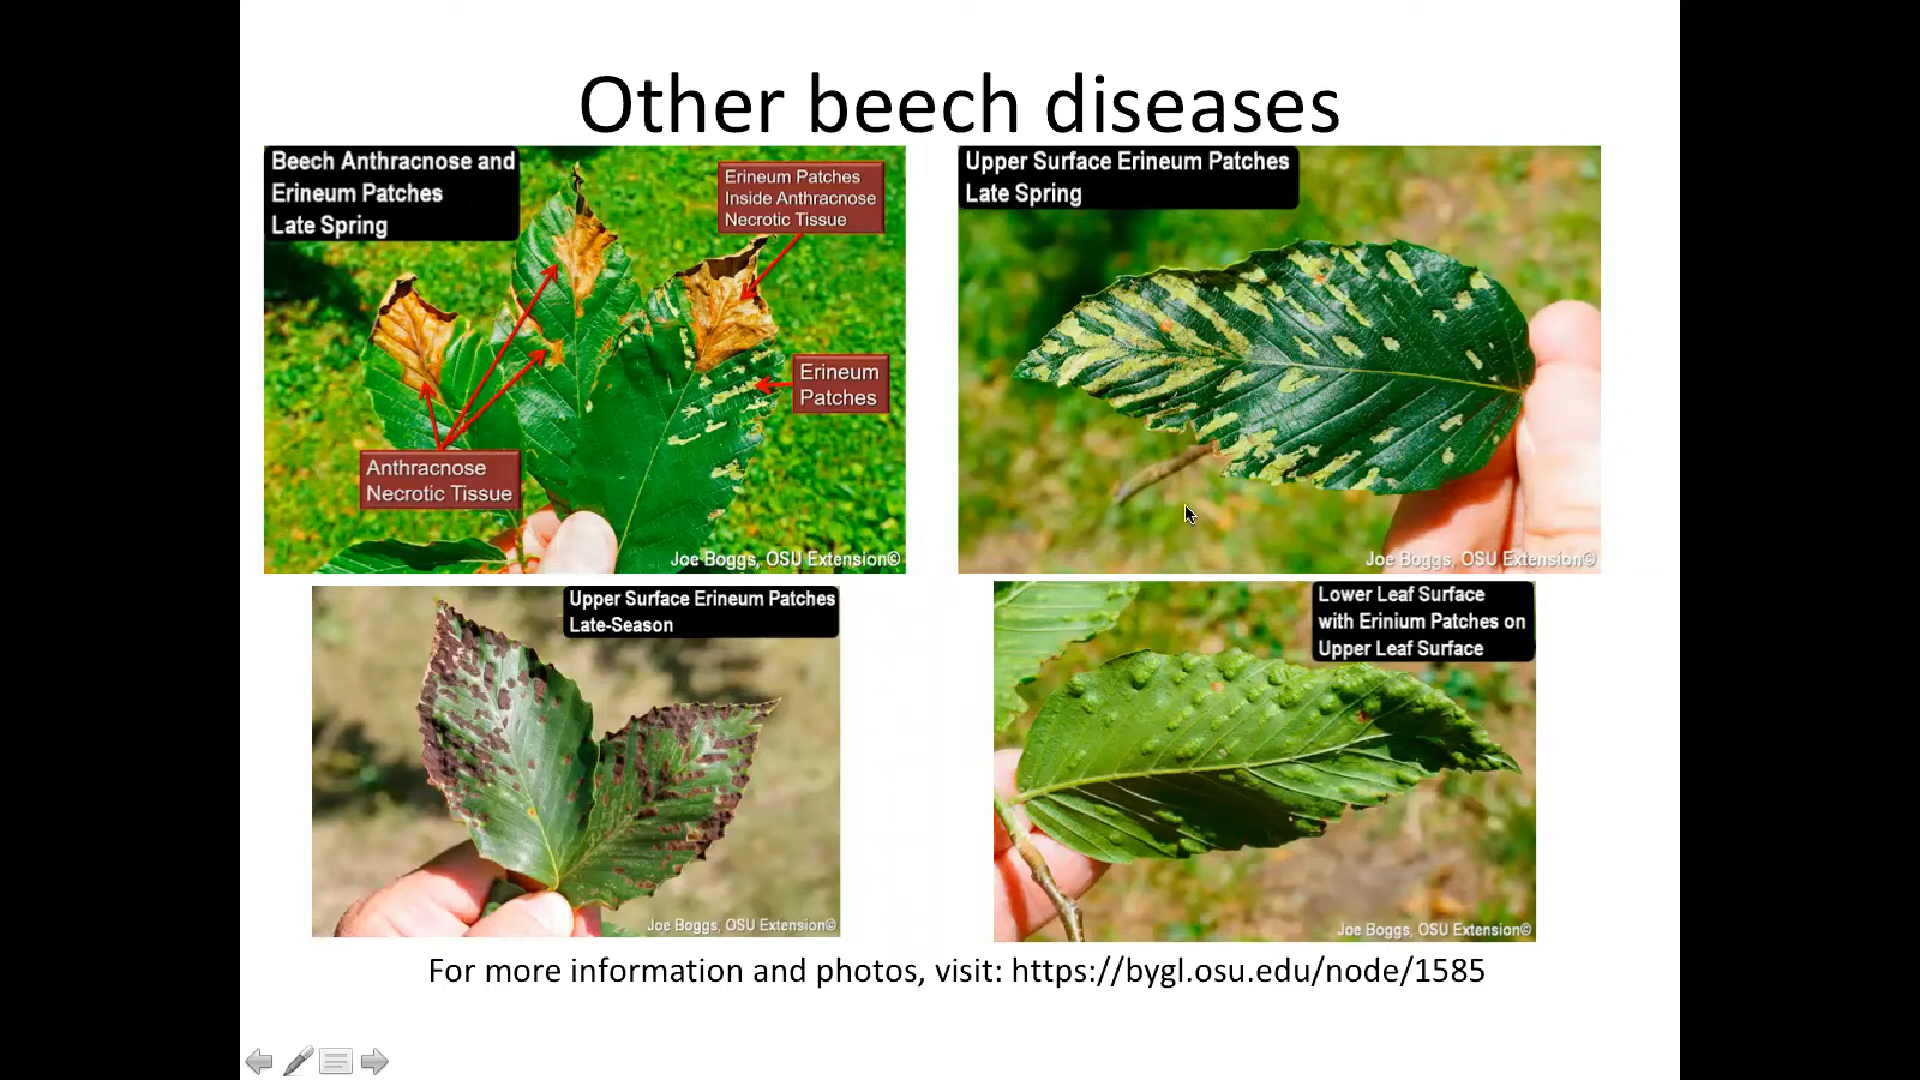 Other beech diseases
Beech Anthracnose and
Erineum Patches
Late Spring
Erineum Patches
Inside Anthracnose
Necrotic Tissue
Erineum
Patches
Anthracnose
Necrotic Tissue
Joe Boggs, OSU Extension©
Upper Surface Erineum Patches
Late Spring
Joe Boggs, OSU Extension©
Upper Surface Erineum Patches
Late-Season
Joe Boggs, OSU Extension©
Lower Leaf Surface
with Erinium Patches on
Upper Leaf Surface
Joe Boggs, OSU Extension©
For more information and photos, visit: https://bygl.osu.edu/node/1585